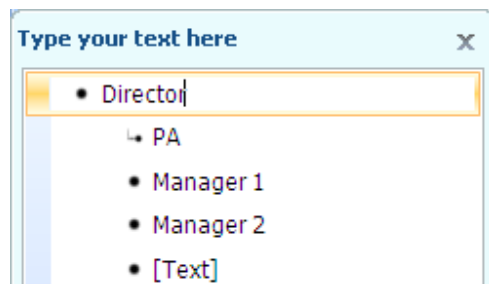 Type your text here
Director
PA
Manager 1
Manager 2
[Text]